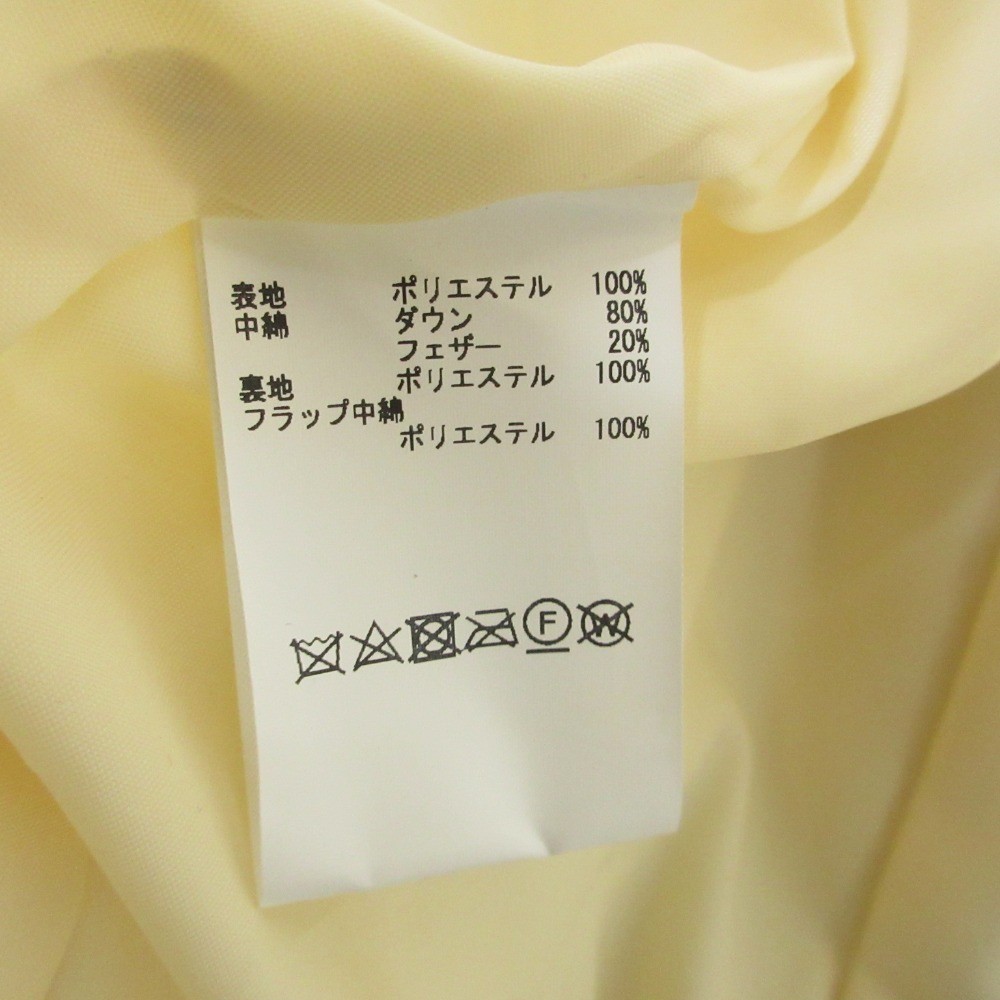 表地 ポリエステル 100%
中綿 ダウン 80%
フェザー 20%
裏地 ポリエステル 100%
フラップ中綿
ポリエステル 100%
F W